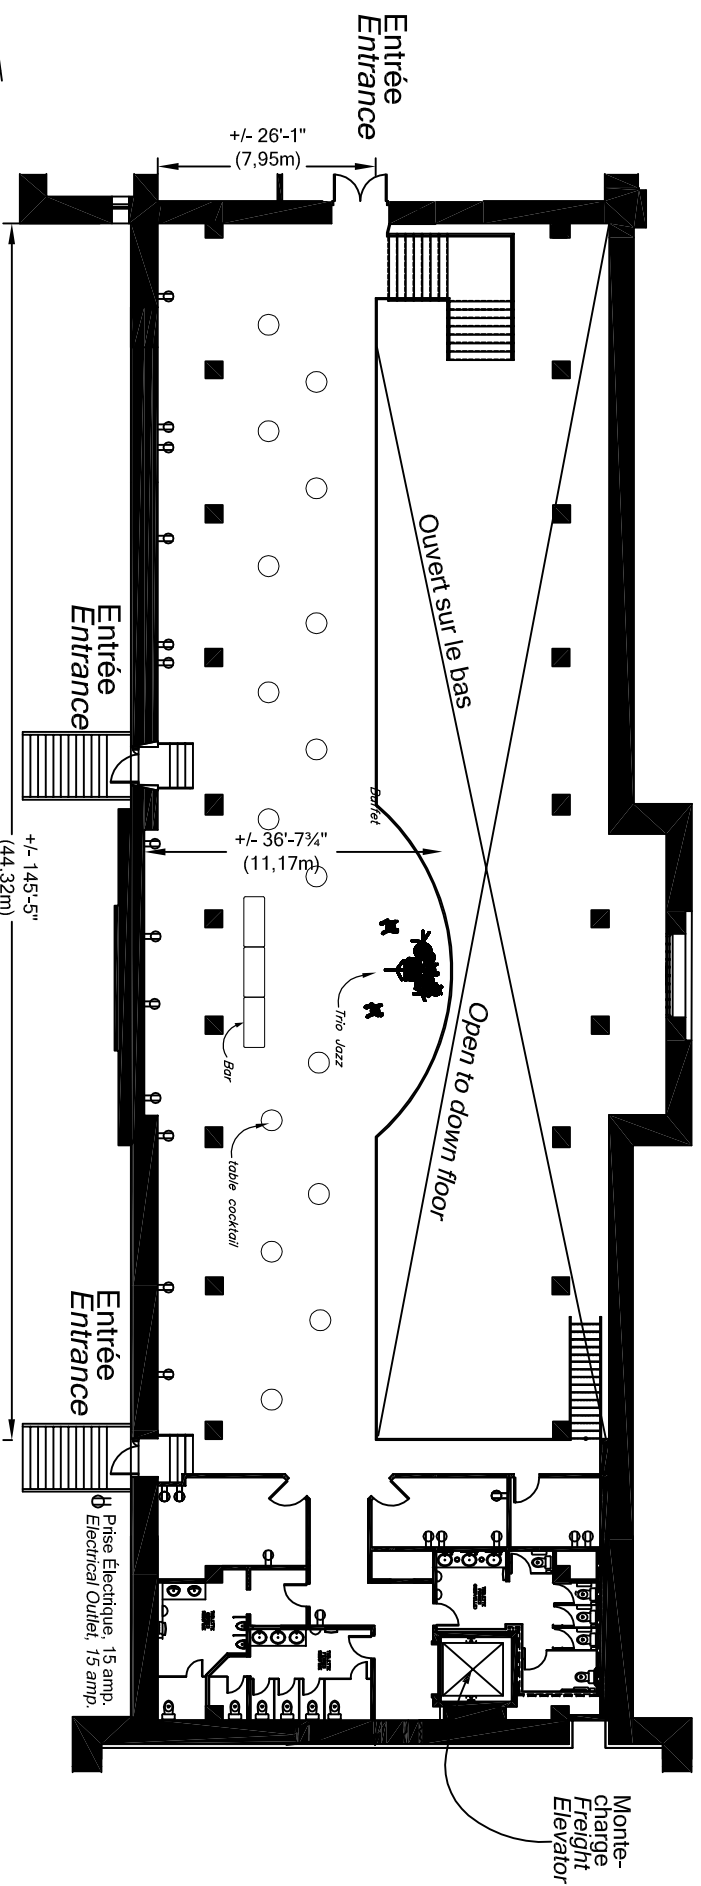 Entrée
Entrance
+/- 26'-1"
(7,95m)
Ouvert sur le bas
Open to down floor
Entrée
Entrance
Buffet
+/- 36'-7¾"
(11,17m)
+/- 145'-5"
(44,32m)
Trio Jazz
Bar
table cocktail
Entrée
Entrance
Prise Électrique, 15 amp.
Electrical Outlet, 15 amp.
Monte-
charge
Freight
Elevator